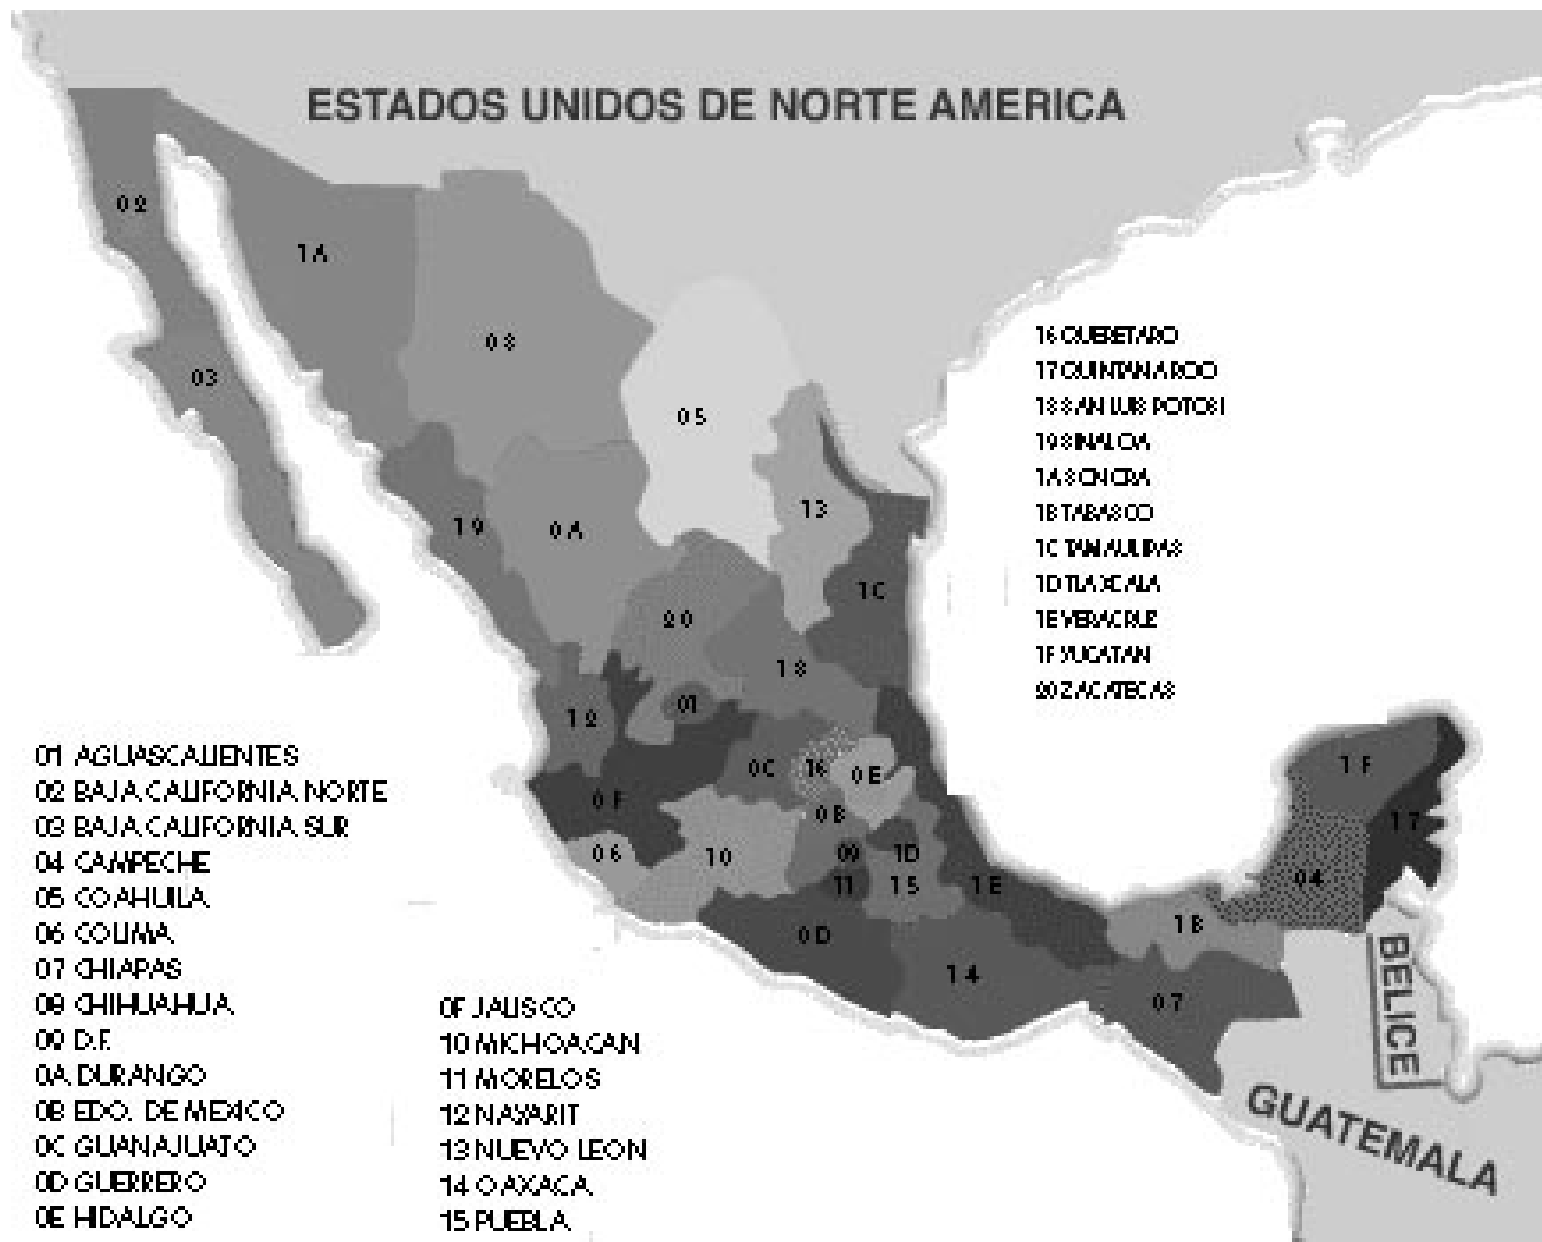 ESTADOS UNIDOS DE NORTE AMERICA
02
1A
08
03
05
13
19
0A
1C
20
18
01
12
0C
16
0E
0F
0B
06
10
09
1D
11
15
1E
0D
14
1B
07
1F
17
04
BELICE
GUATEMALA
16 QUERETARO
17 QUINTANA ROO
18 SAN LUIS POTOSI
19 SINALOA
1A SONORA
1B TABASCO
1C TAMAULIPAS
1D TLAXCALA
1E VERACRUZ
1F YUCATAN
20 ZACATECAS
01 AGUASCALIENTES
02 BAJA CALIFORNIA NORTE
03 BAJA CALIFORNIA SUR
04 CAMPECHE
05 COAHUILA
06 COLIMA
07 CHIAPAS
08 CHIHUAHUA
09 D.F.
0A DURANGO
0B EDO. DE MEXICO
0C GUANAJUATO
0D GUERRERO
0E HIDALGO
0F JALISCO
10 MICHOACAN
11 MORELOS
12 NAYARIT
13 NUEVO LEON
14 OAXACA
15 PUEBLA